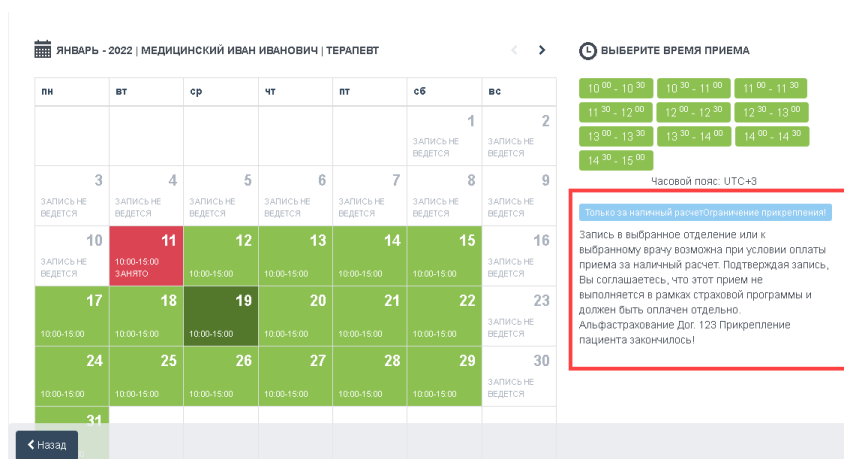 ЯНВАРЬ - 2022 | МЕДИЦИНСКИЙ ИВАН ИВАНОВИЧ | ТЕРАПЕВТ
ПН ВТ СР ЧТ ПТ СБ ВС
1 2
ЗАПИСЬ НЕ ВЕДЕТСЯ ЗАПИСЬ НЕ ВЕДЕТСЯ
3 4 5 6 7 8 9
ЗАПИСЬ НЕ ВЕДЕТСЯ ЗАПИСЬ НЕ ВЕДЕТСЯ ЗАПИСЬ НЕ ВЕДЕТСЯ ЗАПИСЬ НЕ ВЕДЕТСЯ ЗАПИСЬ НЕ ВЕДЕТСЯ ЗАПИСЬ НЕ ВЕДЕТСЯ ЗАПИСЬ НЕ ВЕДЕТСЯ
10 11 12 13 14 15 16
ЗАПИСЬ НЕ ВЕДЕТСЯ 10:00-15:00 ЗАНЯТО 10:00-15:00 10:00-15:00 10:00-15:00 10:00-15:00 ЗАПИСЬ НЕ ВЕДЕТСЯ
17 18 19 20 21 22 23
10:00-15:00 10:00-15:00 10:00-15:00 10:00-15:00 10:00-15:00 10:00-15:00 ЗАПИСЬ НЕ ВЕДЕТСЯ
24 25 26 27 28 29 30
10:00-15:00 10:00-15:00 10:00-15:00 10:00-15:00 10:00-15:00 10:00-15:00 ЗАПИСЬ НЕ ВЕДЕТСЯ
31
Назад
ВЫБЕРИТЕ ВРЕМЯ ПРИЕМА
10 00 - 10 30 10 30 - 11 00 11 00 - 11 30
11 30 - 12 00 12 00 - 12 30 12 30 - 13 00
13 00 - 13 30 13 30 - 14 00 14 00 - 14 30
14 30 - 15 00
Часовой пояс: UTC+3
Только за наличный расчетОграничение прикрепления!
Запись в выбранное отделение или к
выбранному врачу возможна при условии оплаты
приема за наличный расчет. Подтверждая запись,
Вы соглашаетесь, что этот прием не
выполняется в рамках страховой программы и
должен быть оплачен отдельно.
Альфастрахование Дог. 123 Прикрепление
пациента закончилось!